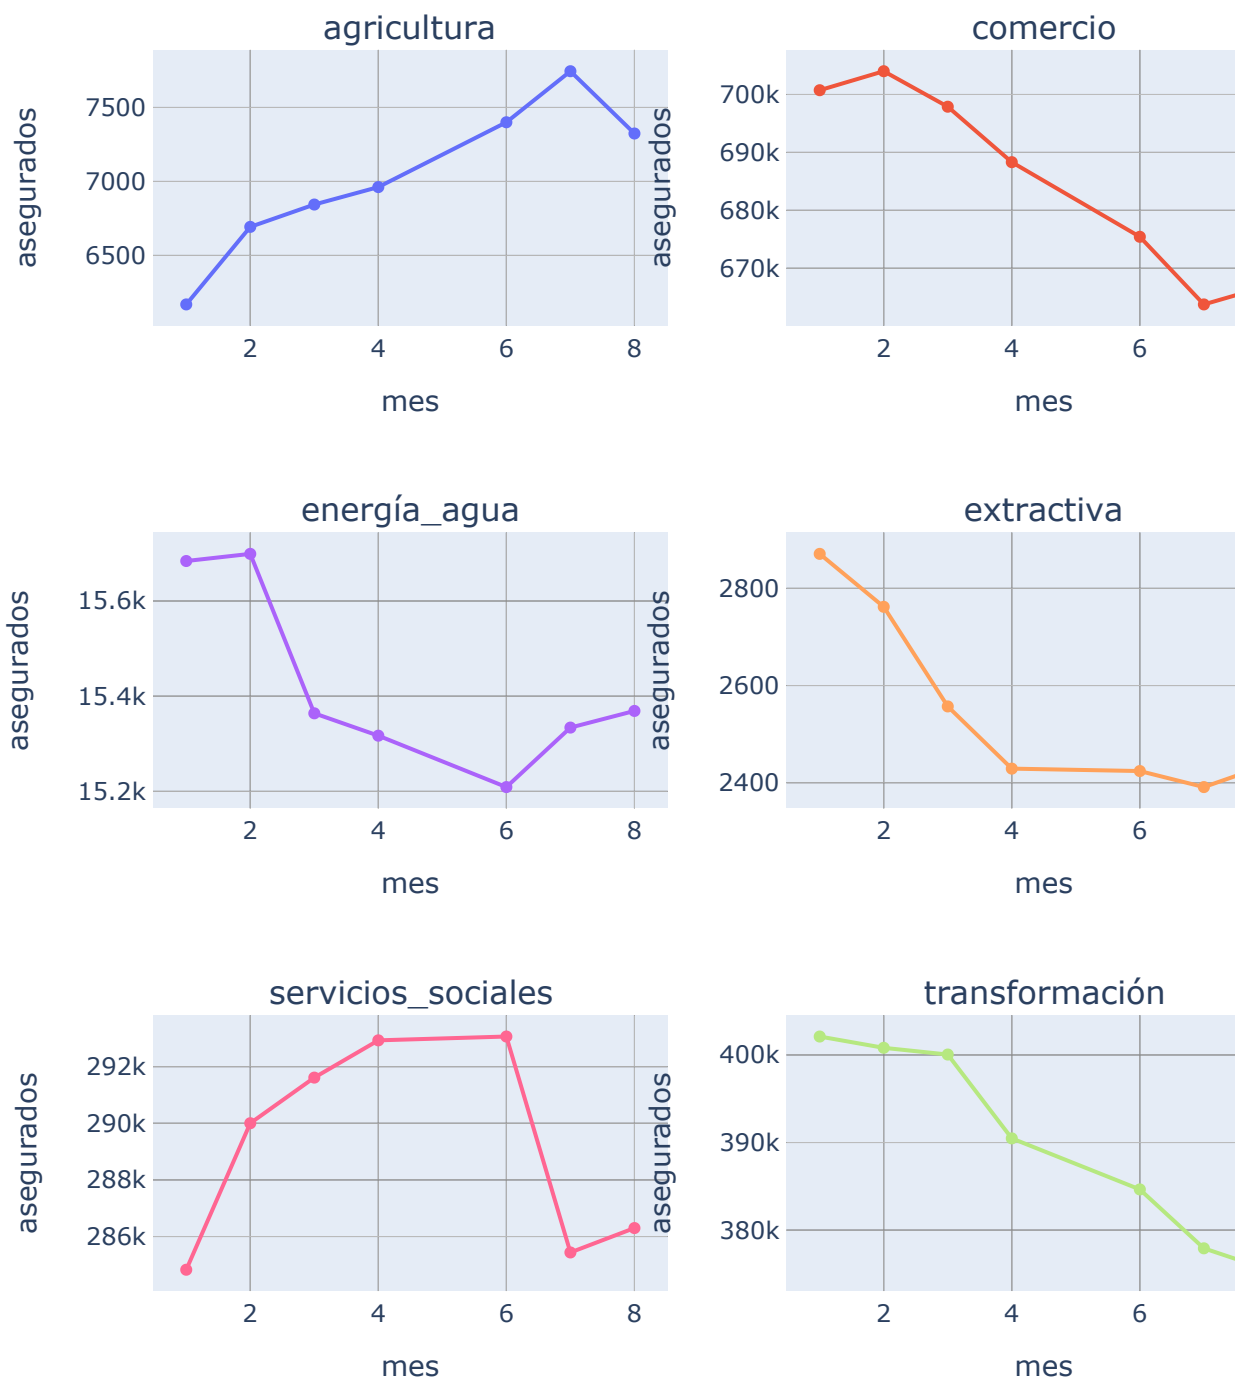 agricultura
asegurados
7500
7000
6500
2
4
6
8
mes
comercio
asegurados
700k
690k
680k
670k
2
4
6
mes
energía_agua
asegurados
15.6k
15.4k
15.2k
2
4
6
8
mes
extractiva
asegurados
2800
2600
2400
2
4
6
mes
servicios_sociales
asegurados
292k
290k
288k
286k
2
4
6
8
mes
transformación
asegurados
400k
390k
380k
2
4
6
mes